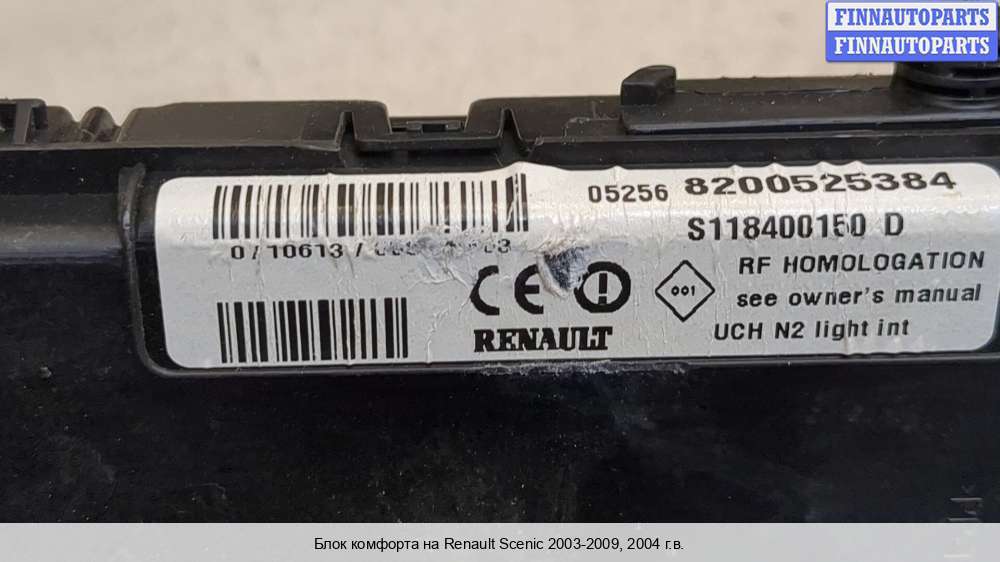 FINNAUTOPARTS
FINNAUTOPARTS
05256 8200525384
S118400150 D
RF HOMOLOGATION
001
see owner's manual
RENAULT
UCH N2 light int
Блок комфорта на Renault Scenic 2003-2009, 2004 г.в.